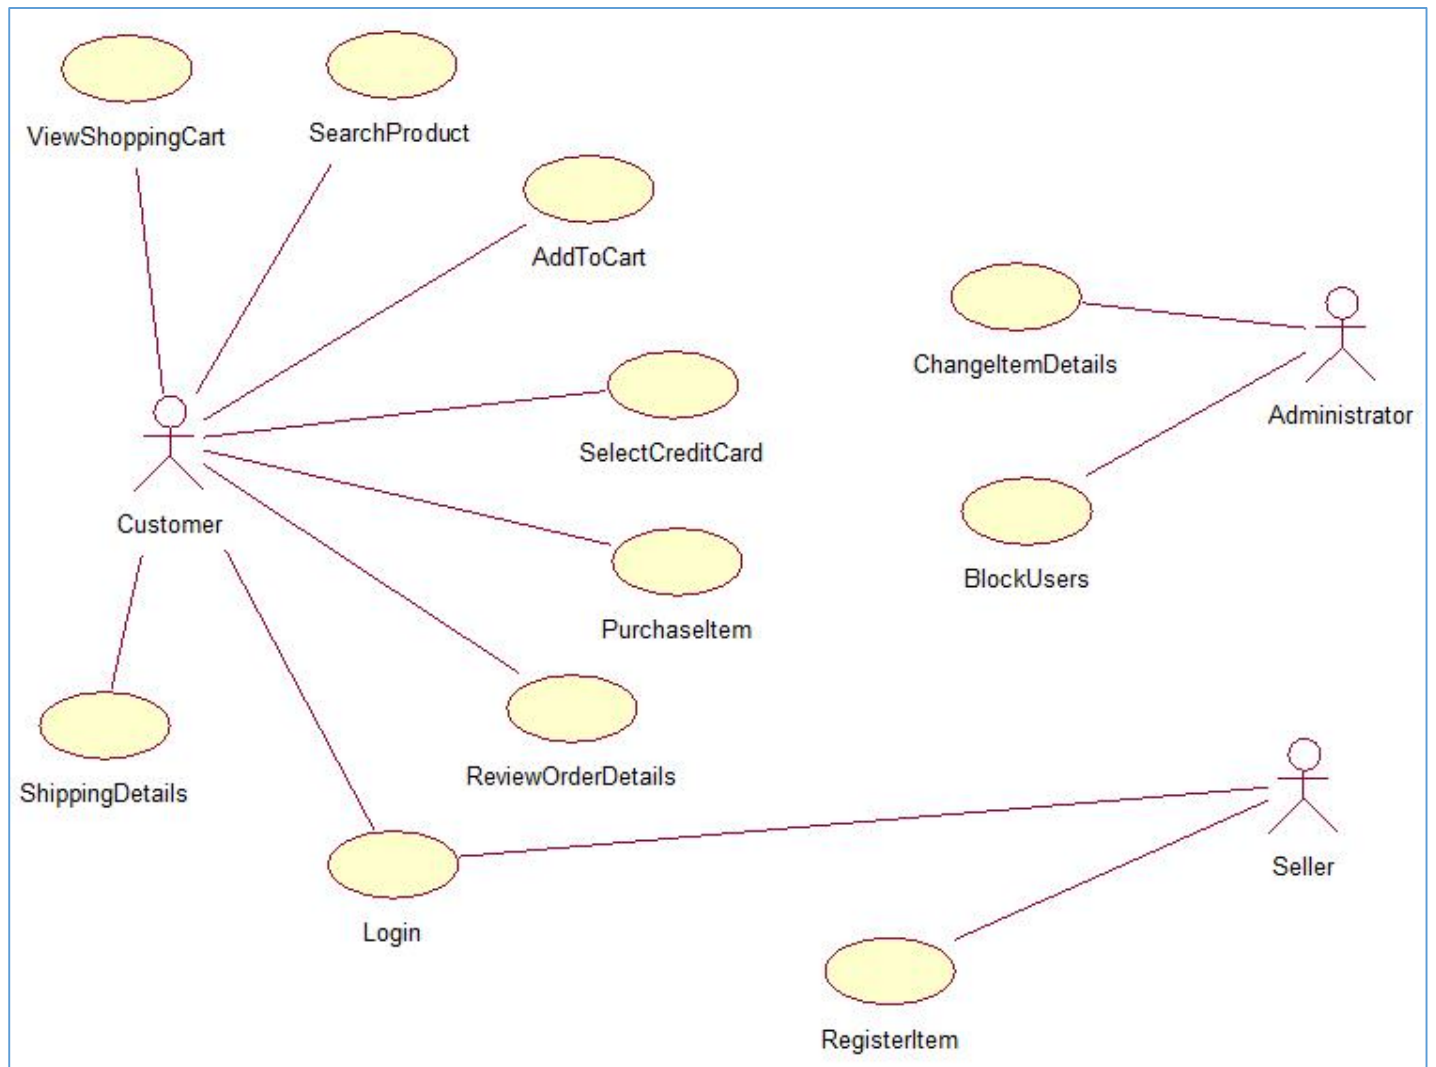 ViewShoppingCart
SearchProduct
AddToCart
ChangeItemDetails
Administrator
SelectCreditCard
Customer
BlockUsers
PurchaseItem
ReviewOrderDetails
ShippingDetails
Seller
Login
RegisterItem